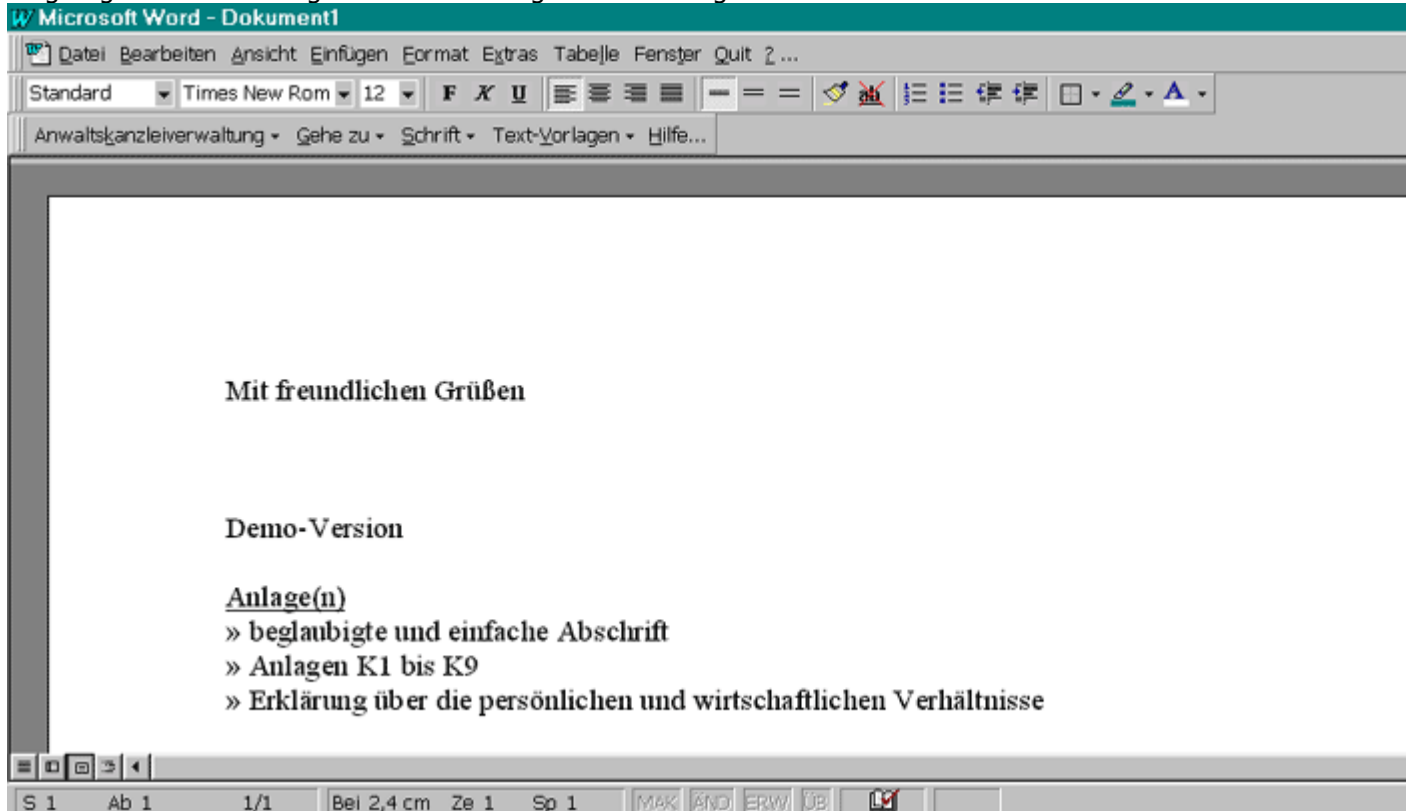 Microsoft Word - Dokument1
Datei Bearbeiten Ansicht Einfügen Format Extras Tabelle Fenster Quit ? ...
Standard Times New Rom 12 F K U
Anwaltskanzleiverwaltung Gehe zu Schrift Text-Vorlagen Hilfe...
Mit freundlichen Grüßen
Demo-Version
Anlage(n)
» beglaubigte und einfache Abschrift
» Anlagen K1 bis K9
» Erklärung über die persönlichen und wirtschaftlichen Verhältnisse
S 1 Ab 1 1/1 Bei 2,4 cm Ze 1 Sp 1 MAK ÄND ERW ÜB